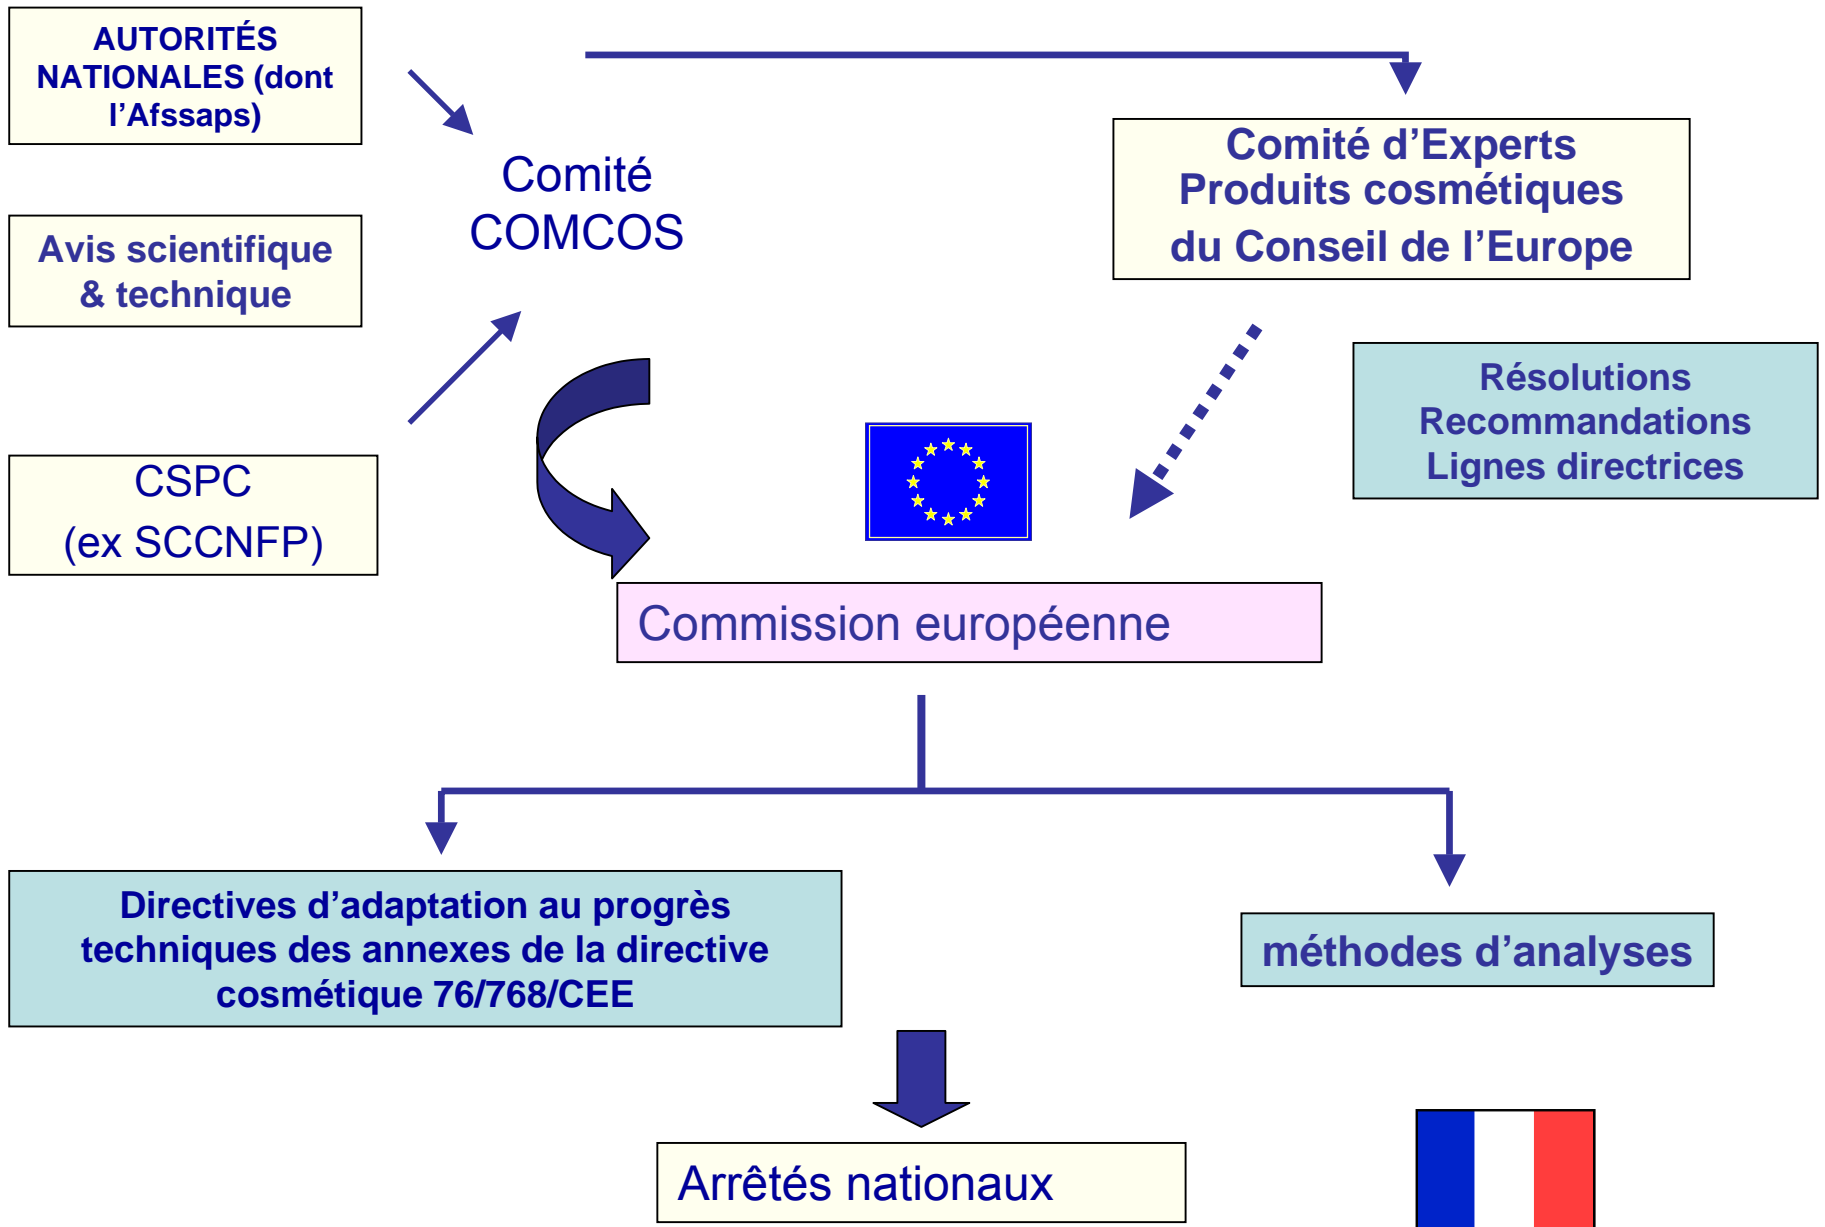 AUTORITÉS
NATIONALES (dont
l’Afssaps)
Comité
COMCOS
Avis scientifique
& technique
CSPC
(ex SCCNFP)
Comité d’Experts
Produits cosmétiques
du Conseil de l’Europe
Résolutions
Recommandations
Lignes directrices
Commission européenne
Directives d’adaptation au progrès
techniques des annexes de la directive
cosmétique 76/768/CEE
méthodes d’analyses
Arrêtés nationaux